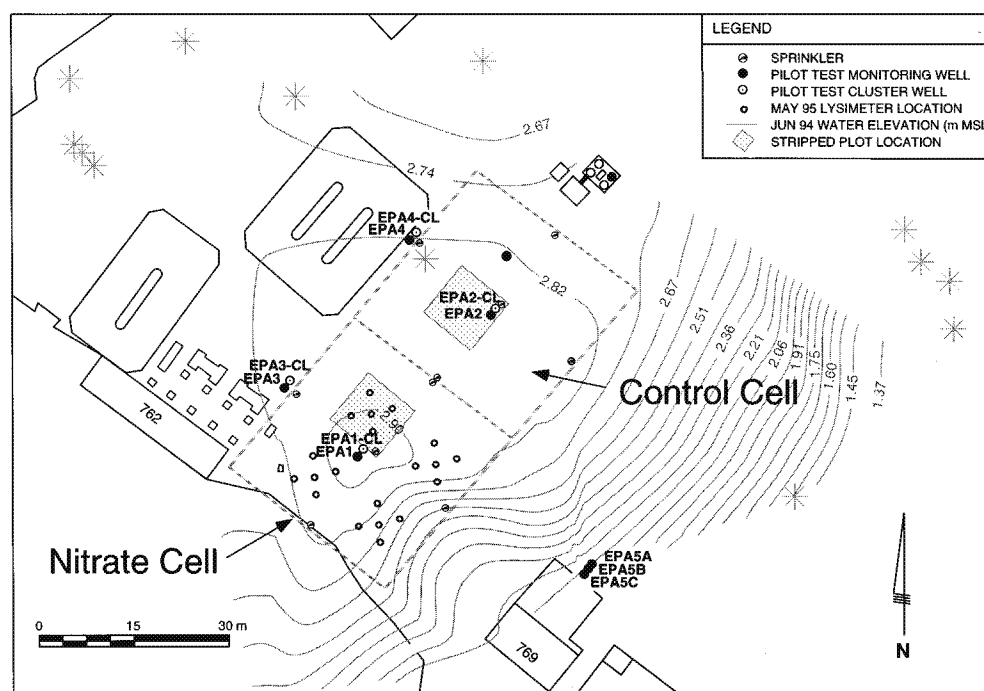 LEGEND
SPRINKLER
PILOT TEST MONITORING WELL
PILOT TEST CLUSTER WELL
MAY 95 LYSIMETER LOCATION
JUN 94 WATER ELEVATION (m MSL
STRIPPED PLOT LOCATION
2.67
2.74
EPA4-CL
EPA4
2.82
EPA2-CL
EPA2
2.67
2.51
2.36
2.21
2.06
1.91
1.75
1.60
1.45
1.37
EPA3-CL
EPA3
Control Cell
762
2.90
EPA1-CL
EPA1
Nitrate Cell
EPA5A
EPA5B
EPA5C
769
0 15 30 m
N